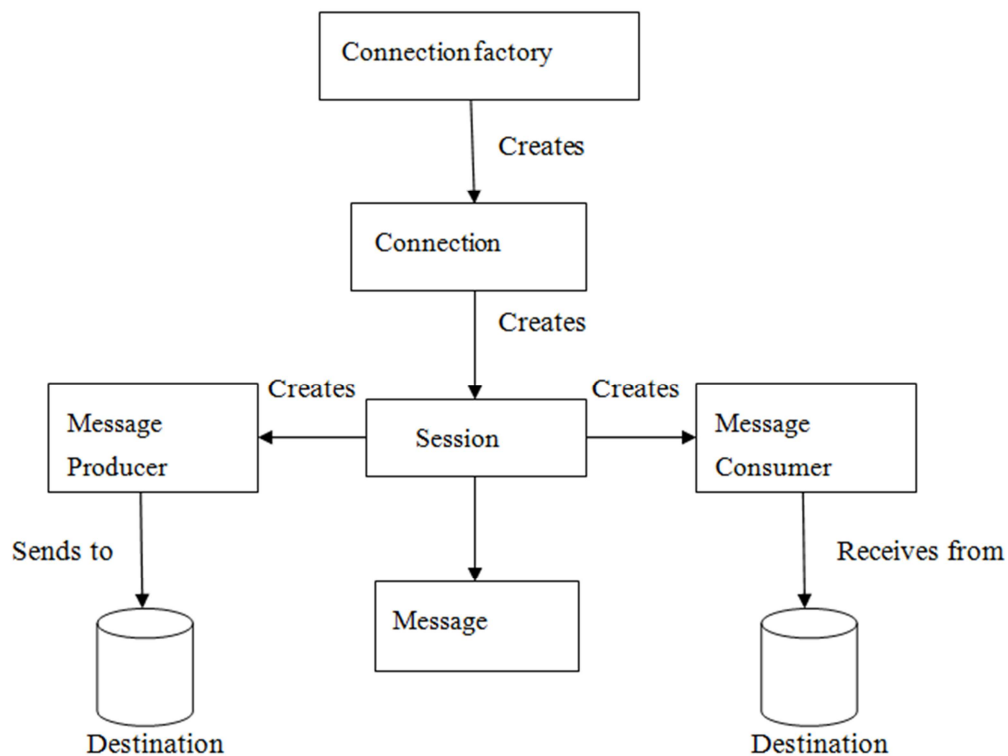 Connection factory
Creates
Connection
Creates
Creates
Creates
Message
Producer
Session
Message
Consumer
Sends to
Receives from
Message
Destination
Destination